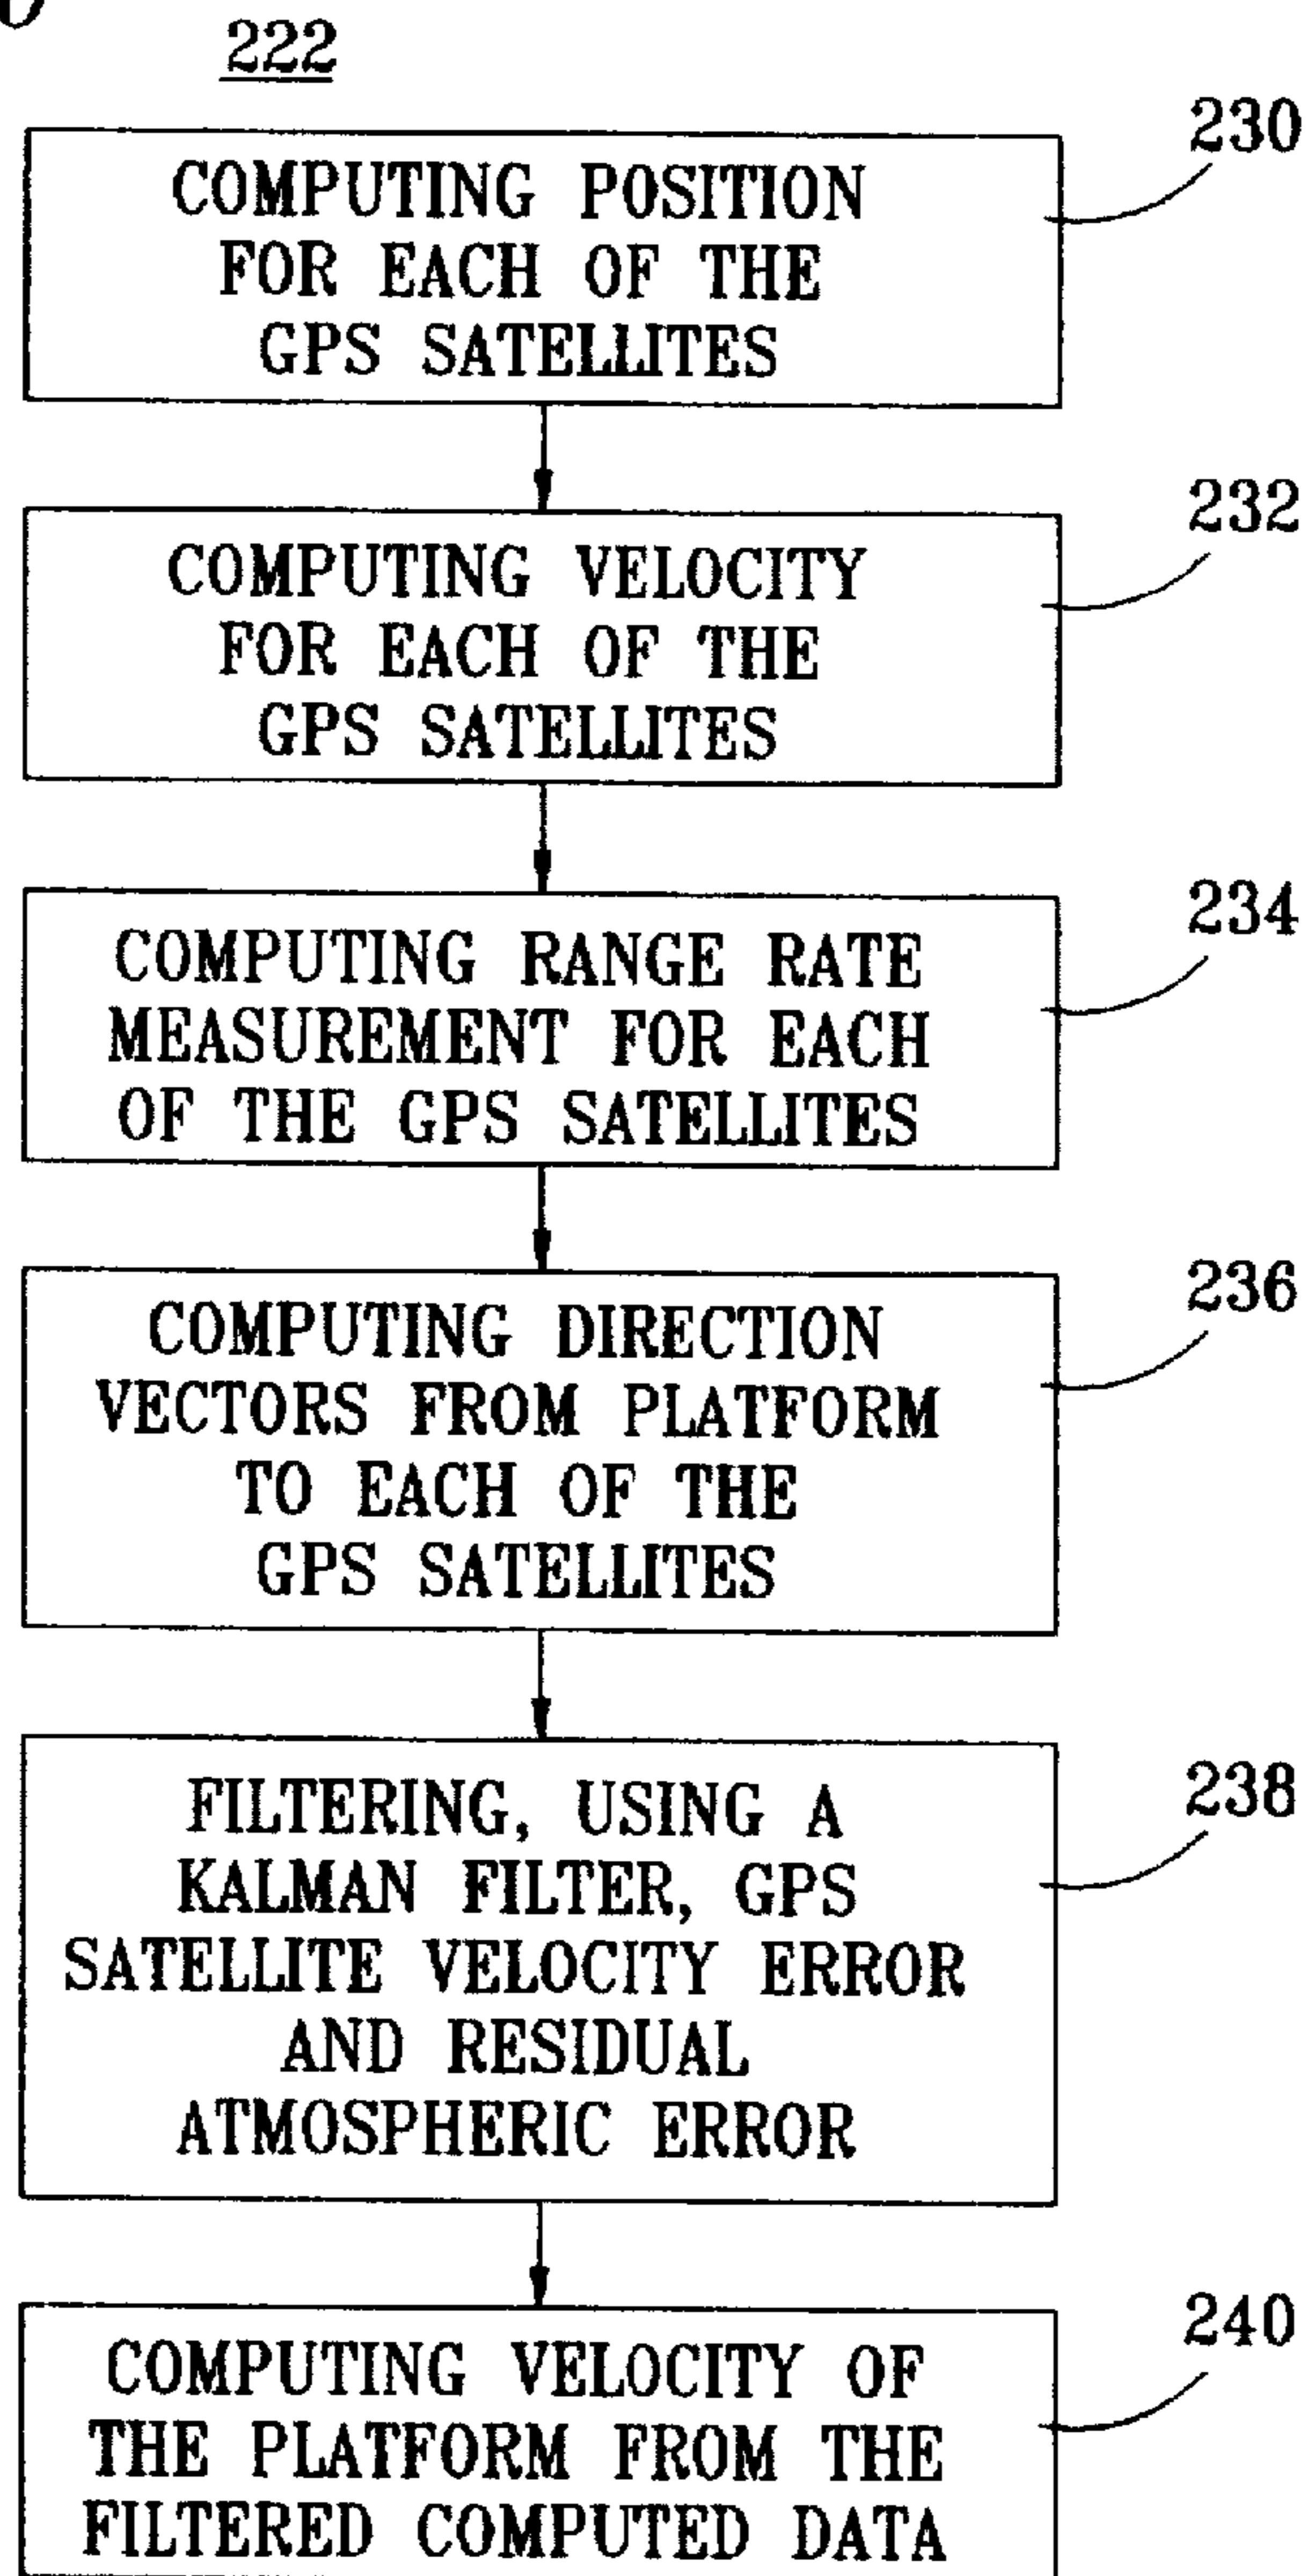 222
230
COMPUTING POSITION
FOR EACH OF THE
GPS SATELLITES
232
COMPUTING VELOCITY
FOR EACH OF THE
GPS SATELLITES
234
COMPUTING RANGE RATE
MEASUREMENT FOR EACH
OF THE GPS SATELLITES
236
COMPUTING DIRECTION
VECTORS FROM PLATFORM
TO EACH OF THE
GPS SATELLITES
238
FILTERING, USING A
KALMAN FILTER, GPS
SATELLITE VELOCITY ERROR
AND RESIDUAL
ATMOSPHERIC ERROR
240
COMPUTING VELOCITY OF
THE PLATFORM FROM THE
FILTERED COMPUTED DATA